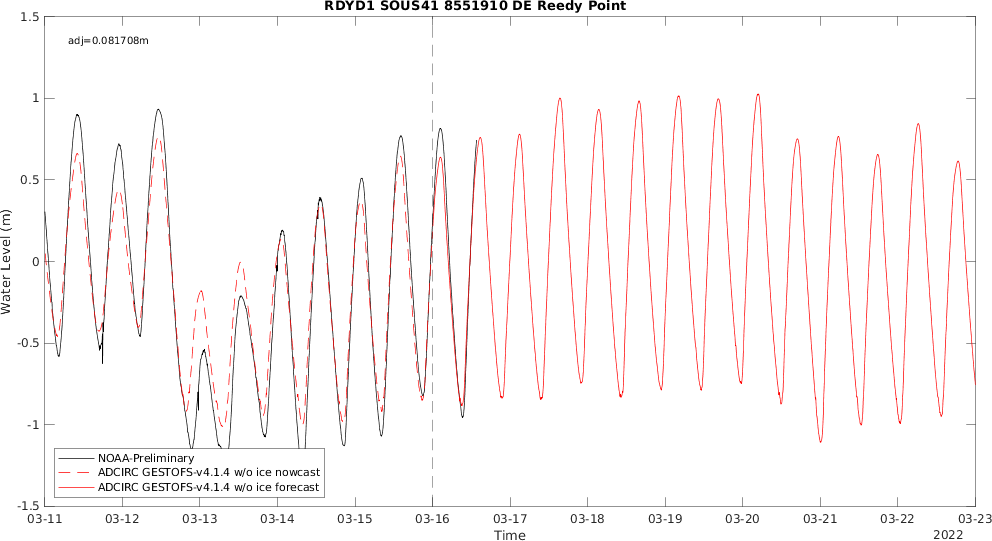 RDYD1 SOUS41 8551910 DE Reedy Point
adj=0.081708m
Water Level (m)
1.5
1
0.5
0
-0.5
-1
-1.5
NOAA-Preliminary
ADCIRC GESTOFS-v4.1.4 w/o ice nowcast
ADCIRC GESTOFS-v4.1.4 w/o ice forecast
03-11 03-12 03-13 03-14 03-15 03-16 03-17 03-18 03-19 03-20 03-21 03-22 03-23
Time
2022